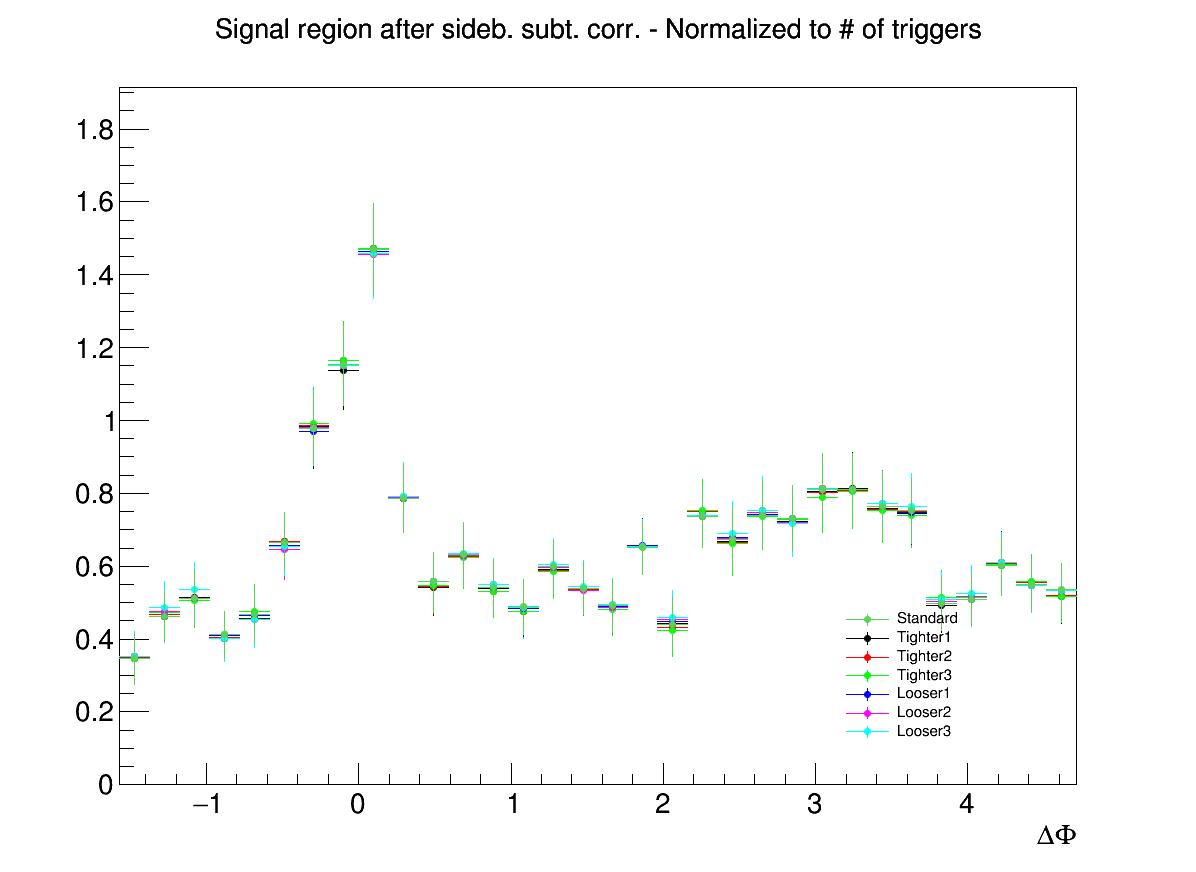 Signal region after sideb. subt. corr. - Normalized to # of triggers
1.8
1.6
1.4
1.2
1
0.8
0.6
0.4
0.2
0
Standard
Tighter1
Tighter2
Tighter3
Looser1
Looser2
Looser3
−1 0 1 2 3 4
ΔΦ